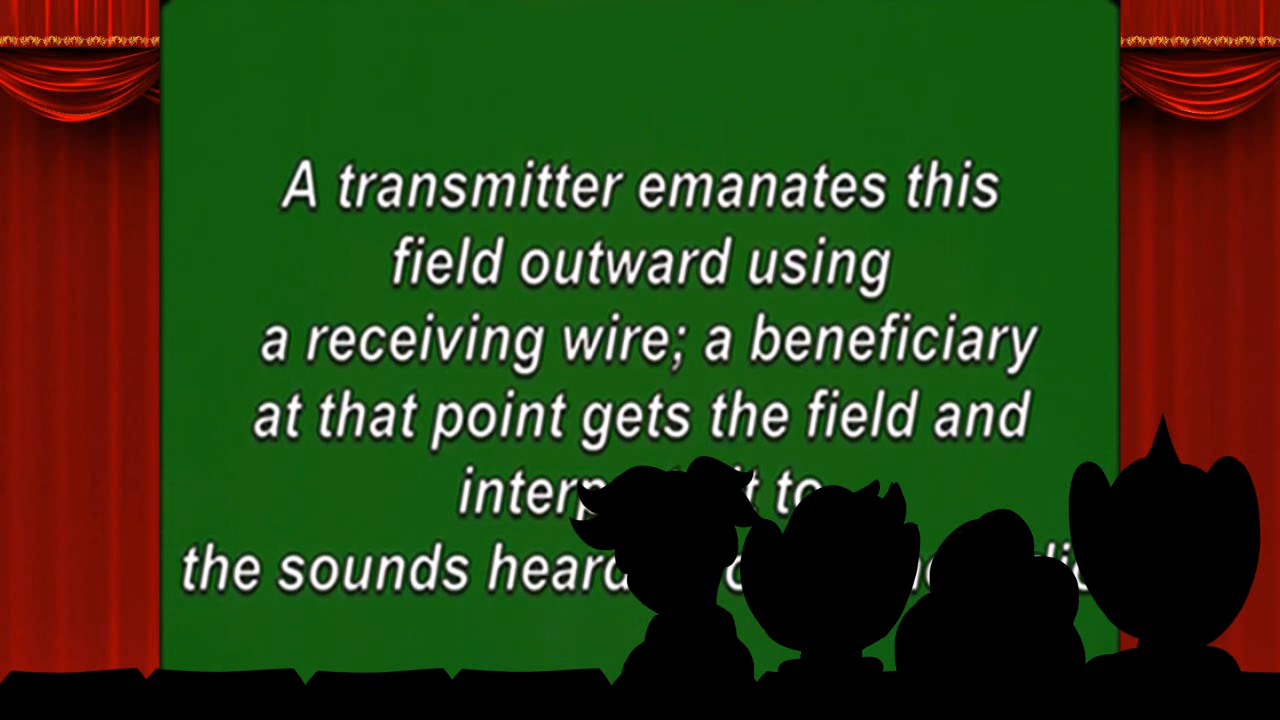 A transmitter emanates this
field outward using
a receiving wire; a beneficiary
at that point gets the field and
to
the sounds heard